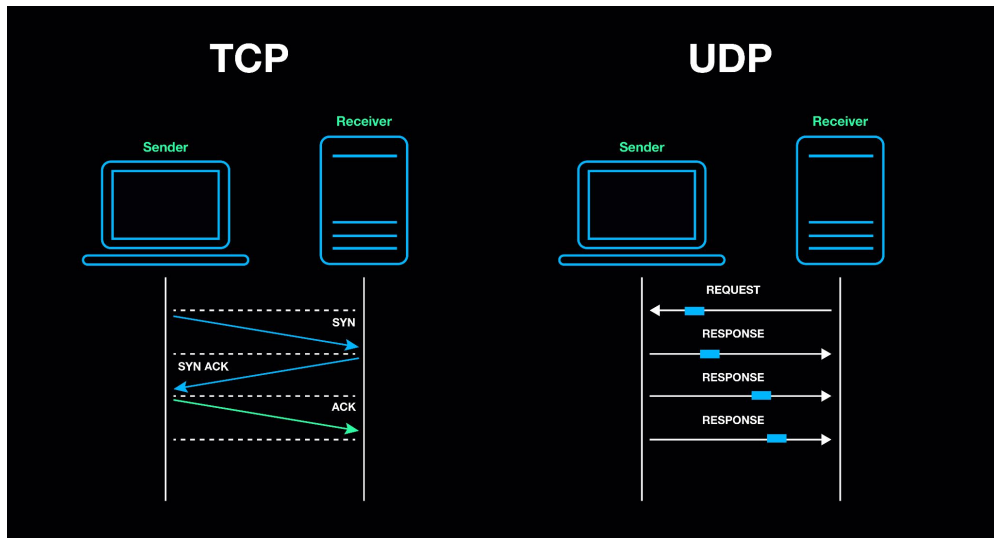 TCP
Sender
Receiver
SYN
SYN ACK
ACK
UDP
Sender
Receiver
REQUEST
RESPONSE
RESPONSE
RESPONSE